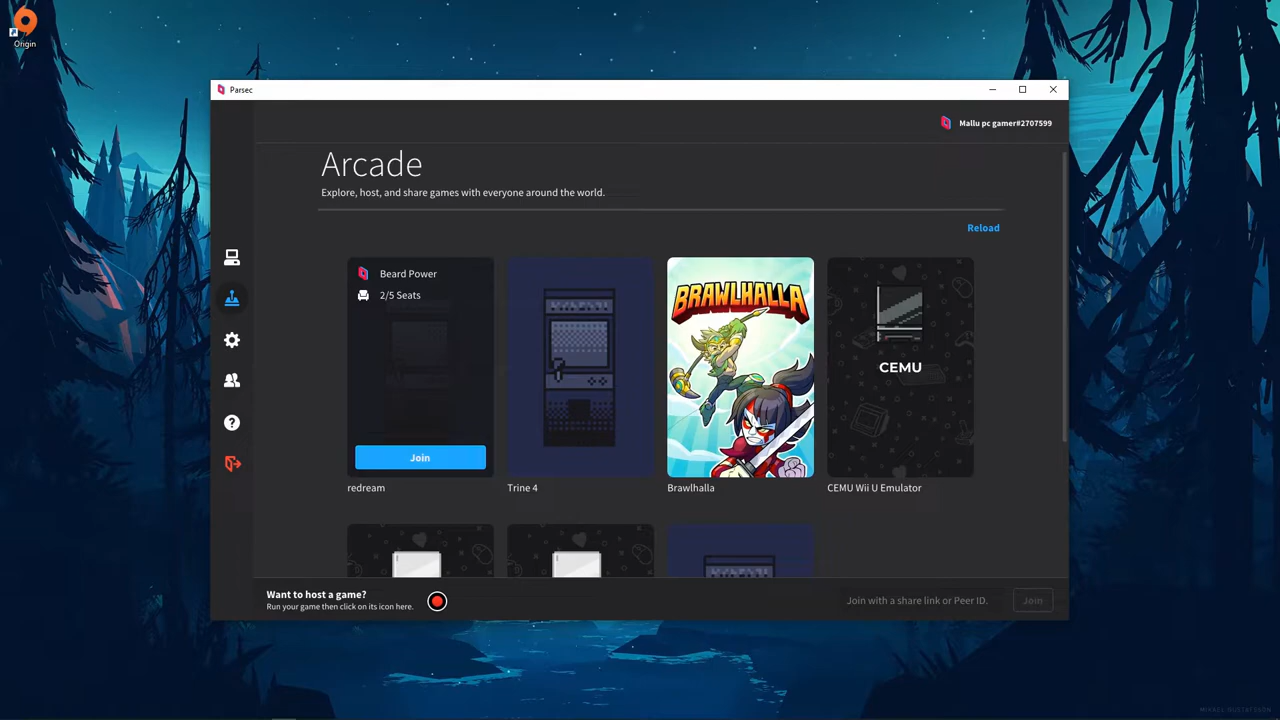 Origin
Parsec
Mallu pc gamer#2707599
Arcade
Explore, host, and share games with everyone around the world.
Reload
Beard Power
2/5 Seats
Join
BRAWLHALLA
CEMU
redream
Trine 4
Brawlhalla
CEMU Wii U Emulator
Want to host a game?
Run your game then click on its icon here.
Join with a share link or Peer ID.
Join
MIKAEL GUSTAFSSON